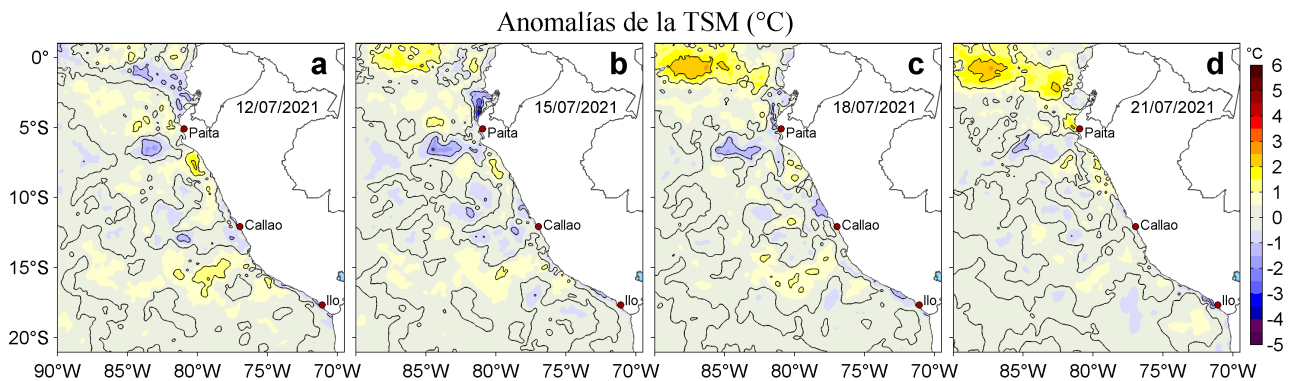 Anomalías de la TSM (°C)
a b c d
12/07/2021 15/07/2021 18/07/2021 21/07/2021
Paita Paita Paita Paita
Callao Callao Callao Callao
Ilo Ilo Ilo Ilo
0°
5°S
10°S
15°S
20°S
90°W 85°W 80°W 75°W 70°W 85°W 80°W 75°W 70°W 85°W 80°W 75°W 70°W 85°W 80°W 75°W 70°W
°C
6
5
5
4
3
2
1
0
-1
-2
-3
-3
-4
-5